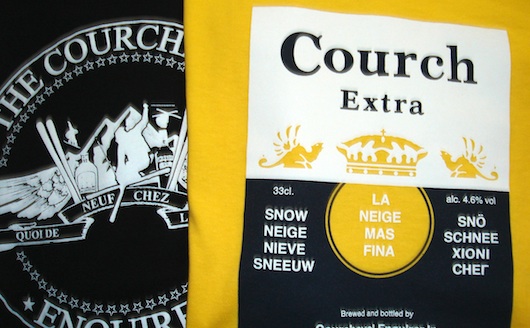 THE COURCH
QUOI DE NEUF CHEZ L
ENQUIRE
Courch
Extra
33cl.
SNOW
NEIGE
NIEVE
SNEEUW
LA
NEIGE
MAS
FINA
alc. 4.6% vol
SNÖ
SCHNEE
XIONI
CHEΓ
Brewed and bottled by